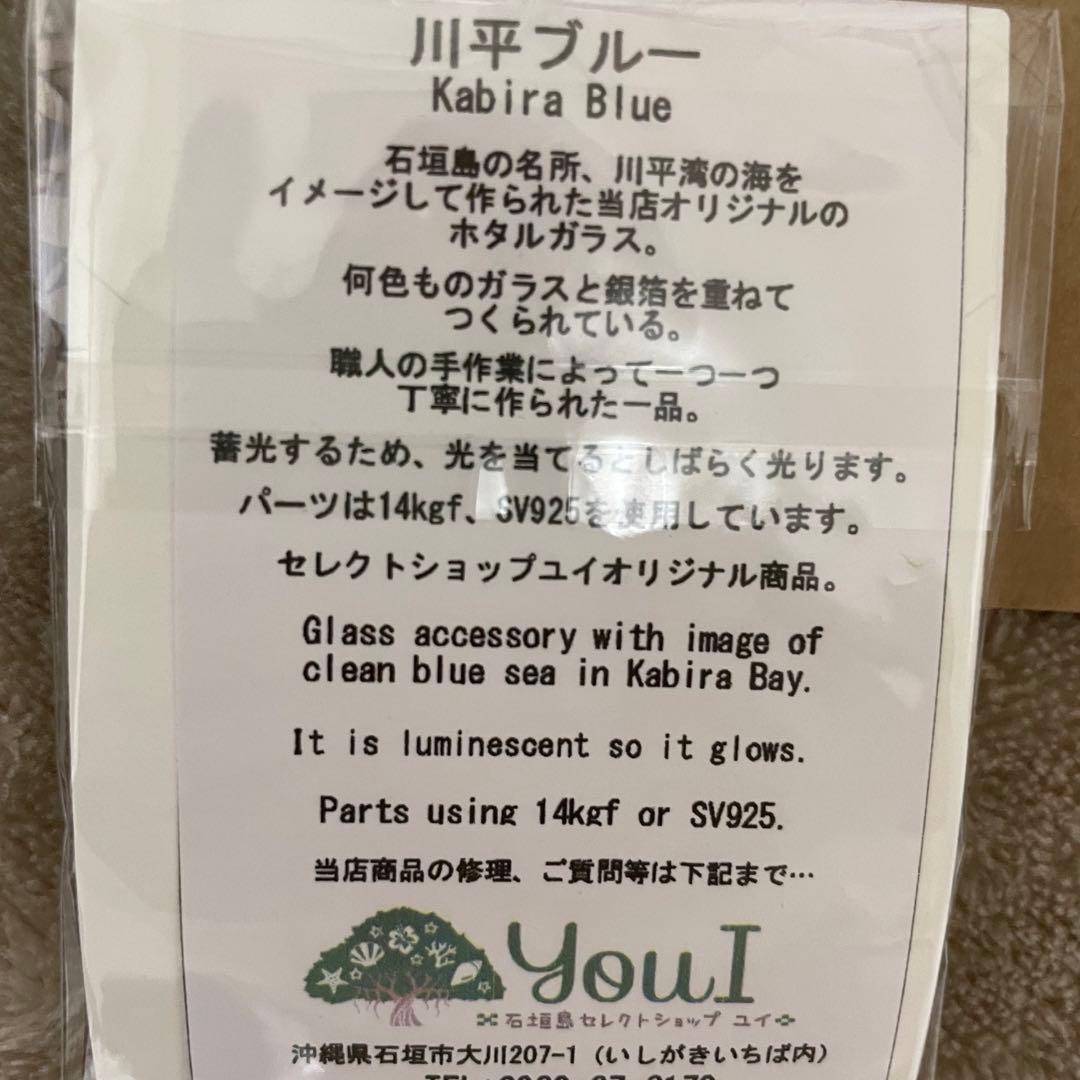 川平ブルー
Kabira Blue
石垣島の名所、川平湾の海を
イメージして作られた当店オリジナルの
ホタルガラス。
何色ものガラスと銀箔を重ねて
つくられている。
職人の手作業によって一つ一つ
丁寧に作られた一品。
蓄光するため、光を当てるとしばらく光ります。
パーツは14kgf、SV925を使用しています。
セレクトショップユイオリジナル商品。
Glass accessory with image of
clean blue sea in Kabira Bay.
It is luminescent so it glows.
Parts using 14kgf or SV925.
当店商品の修理、ご質問等は下記まで…
YouI
石垣島セレクトショップ ユイ
沖縄県石垣市大川207-1 (いしがきいちば内)